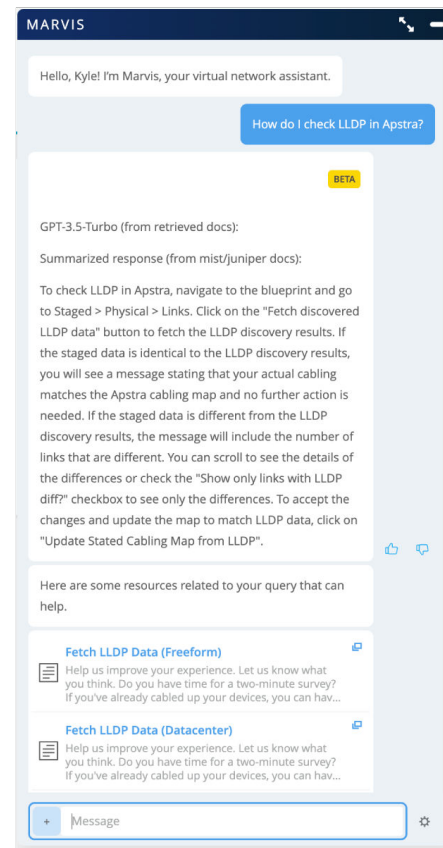 MARVIS
Hello, Kyle! I'm Marvis, your virtual network assistant.
How do I check LLDP in Apstra?
BETA
GPT-3.5-Turbo (from retrieved docs):
Summarized response (from mist/juniper docs):
To check LLDP in Apstra, navigate to the blueprint and go
to Staged > Physical > Links. Click on the "Fetch discovered
LLDP data" button to fetch the LLDP discovery results. If
the staged data is identical to the LLDP discovery results,
you will see a message stating that your actual cabling
matches the Apstra cabling map and no further action is
needed. If the staged data is different from the LLDP
discovery results, the message will include the number of
links that are different. You can scroll to see the details of
the differences or check the "Show only links with LLDP
diff?" checkbox to see only the differences. To accept the
changes and update the map to match LLDP data, click on
"Update Stated Cabling Map from LLDP".
Here are some resources related to your query that can
help.
Fetch LLDP Data (Freeform)
Help us improve your experience. Let us know what
you think. Do you have time for a two-minute survey?
If you've already cabled up your devices, you can hav...
Fetch LLDP Data (Datacenter)
Help us improve your experience. Let us know what
you think. Do you have time for a two-minute survey?
If you've already cabled up your devices, you can hav...
+ Message